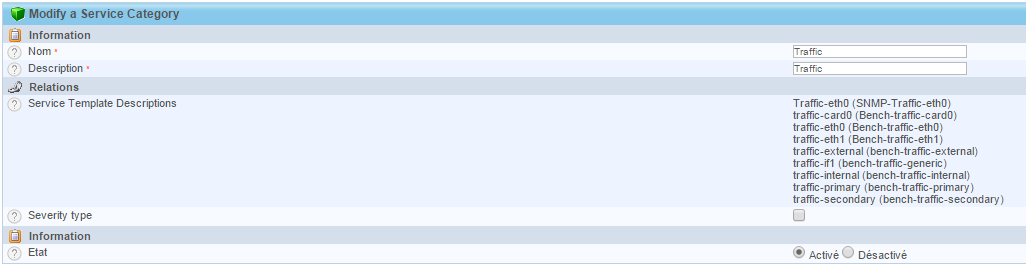 Modify a Service Category
Information
Nom *
Traffic
Description *
Traffic
Relations
Service Template Descriptions
Traffic-eth0 (SNMP-Traffic-eth0)
traffic-card0 (Bench-traffic-card0)
traffic-eth0 (Bench-traffic-eth0)
traffic-eth1 (Bench-traffic-eth1)
traffic-external (bench-traffic-external)
traffic-if1 (bench-traffic-generic)
traffic-internal (bench-traffic-internal)
traffic-primary (bench-traffic-primary)
traffic-secondary (bench-traffic-secondary)
Severity type
Information
Etat
Activé Désactivé